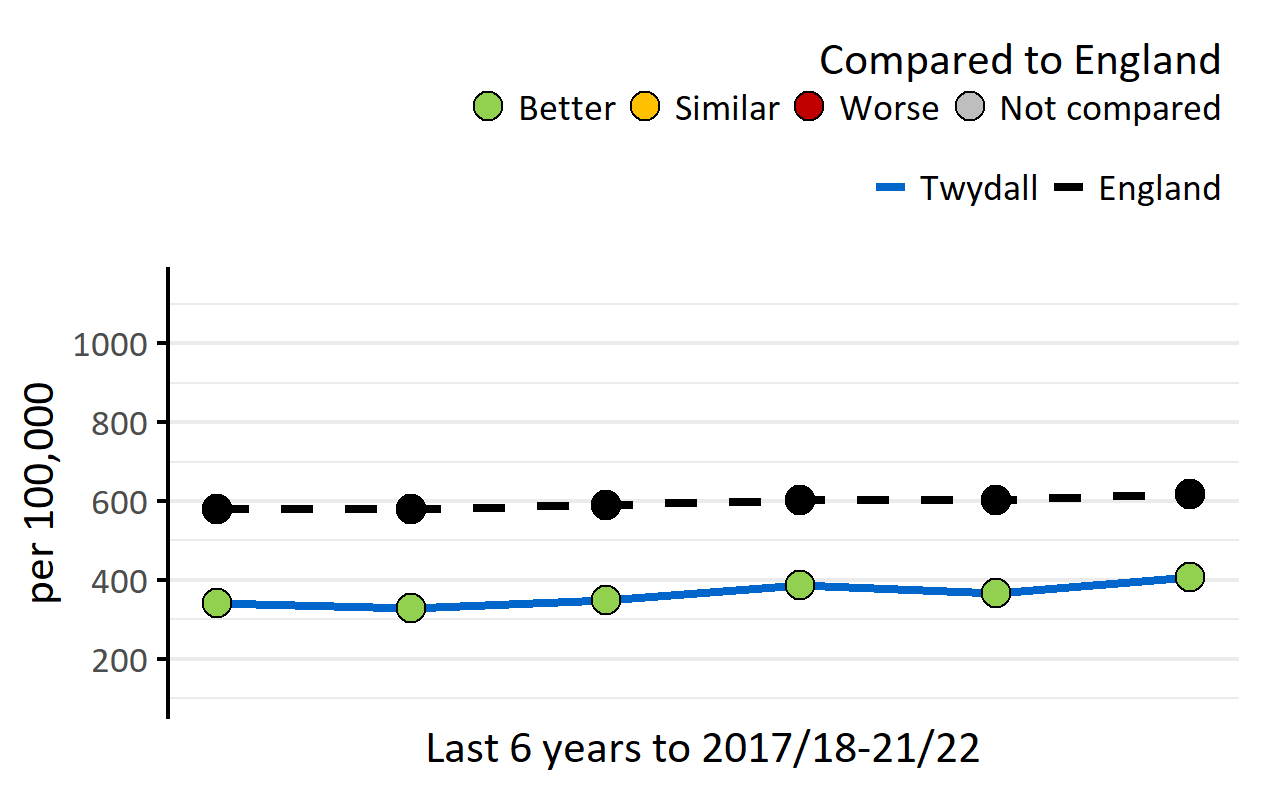 Compared to England
Better Similar Worse Not compared
Twydall England
1000
800
600
400
200
per 100,000
Last 6 years to 2017/18-21/22